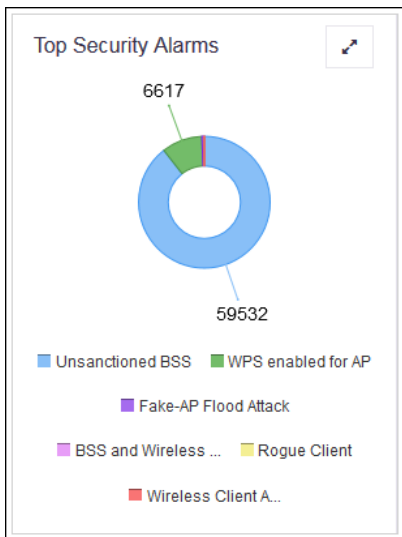 Top Security Alarms
6617
59532
Unsanctioned BSS WPS enabled for AP
Fake-AP Flood Attack
BSS and Wireless ... Rogue Client
Wireless Client A...